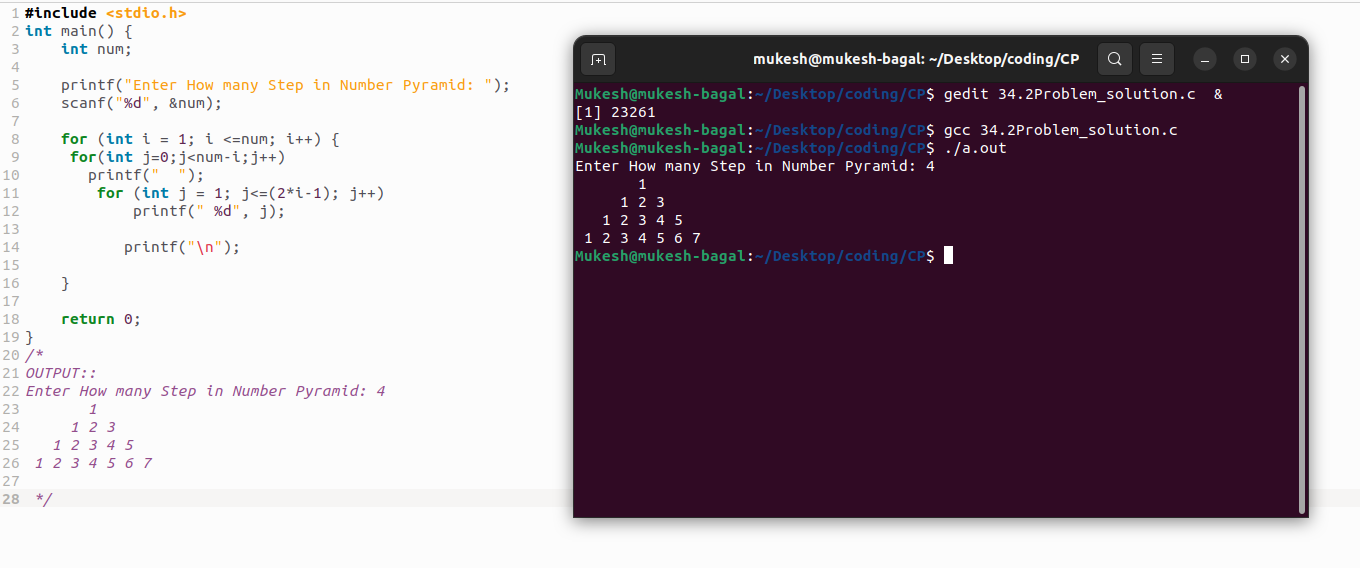 1 #include <stdio.h>
2 int main() {
3     int num;
4
5     printf("Enter How many Step in Number Pyramid: ");
6     scanf("%d", &num);
7
8     for (int i = 1; i <=num; i++) {
9      for(int j=0;j<num-i;j++)
10        printf("  ");
11         for (int j = 1; j<=(2*i-1); j++)
12             printf(" %d", j);
13
14            printf("\n");
15
16     }
17
18     return 0;
19 }
20 /*
21 OUTPUT::
22 Enter How many Step in Number Pyramid: 4
23        1
24      1 2 3
25    1 2 3 4 5
26  1 2 3 4 5 6 7
27
28  */
mukesh@mukesh-bagal: ~/Desktop/coding/CP
Mukesh@mukesh-bagal:~/Desktop/coding/CP$ gedit 34.2Problem_solution.c  &
[1] 23261
Mukesh@mukesh-bagal:~/Desktop/coding/CP$ gcc 34.2Problem_solution.c
Mukesh@mukesh-bagal:~/Desktop/coding/CP$ ./a.out
Enter How many Step in Number Pyramid: 4
       1
     1 2 3
   1 2 3 4 5
 1 2 3 4 5 6 7
Mukesh@mukesh-bagal:~/Desktop/coding/CP$